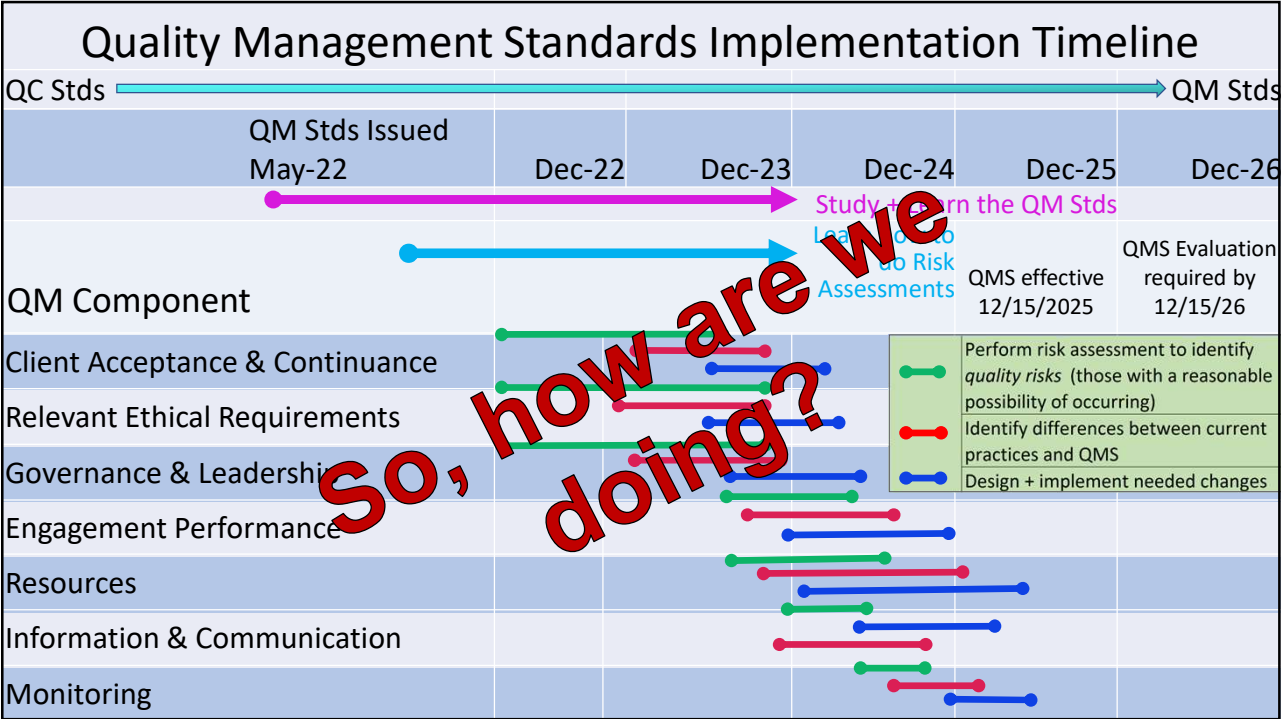 Quality Management Standards Implementation Timeline
QC Stds
QM Stds
QM Stds Issued
May-22
Dec-22
Dec-23
Dec-24
Dec-25
Dec-26
Study + Learn the QM Stds
Learn to
do Risk
Assessments
QM Component
QMS effective
12/15/2025
QMS Evaluation
required by
12/15/26
So, how are we
doing?
Client Acceptance & Continuance
Relevant Ethical Requirements
Governance & Leadership
Engagement Performance
Resources
Information & Communication
Monitoring
Perform risk assessment to identify
quality risks (those with a reasonable
possibility of occurring)
Identify differences between current
practices and QMS
Design + implement needed changes